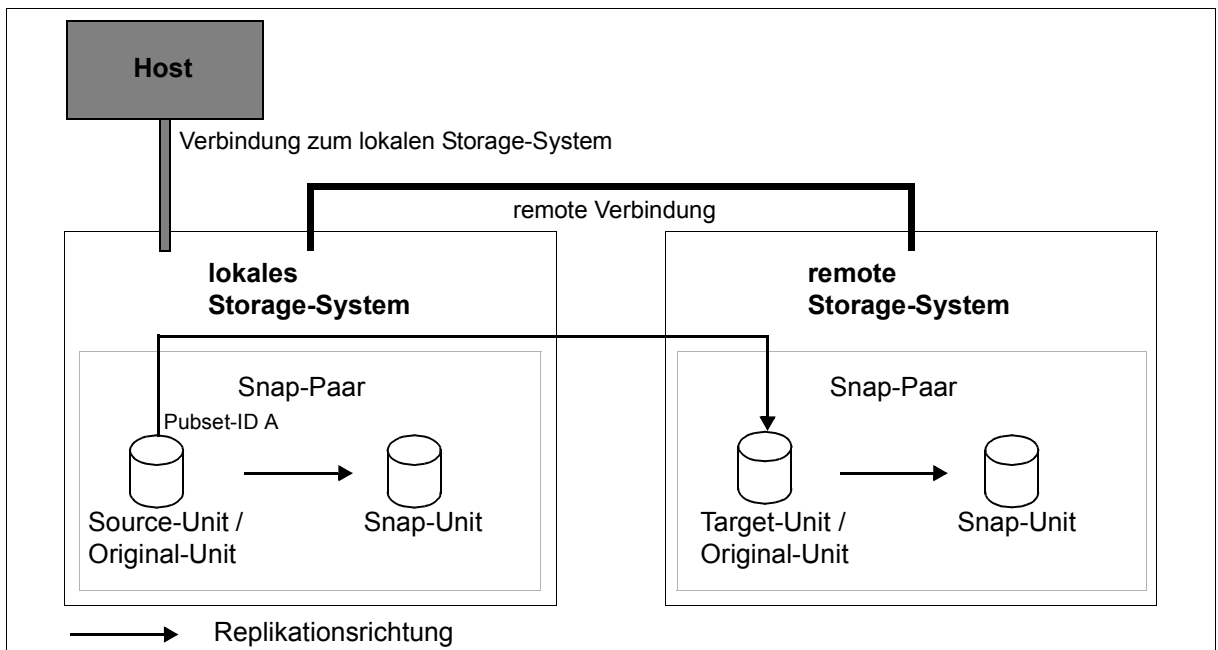 Host
Verbindung zum lokalen Storage-System
remote Verbindung
lokales
Storage-System
remote
Storage-System
Snap-Paar
Pubset-ID A
Source-Unit /
Original-Unit
Snap-Unit
Snap-Paar
Target-Unit /
Original-Unit
Snap-Unit
Replikationsrichtung